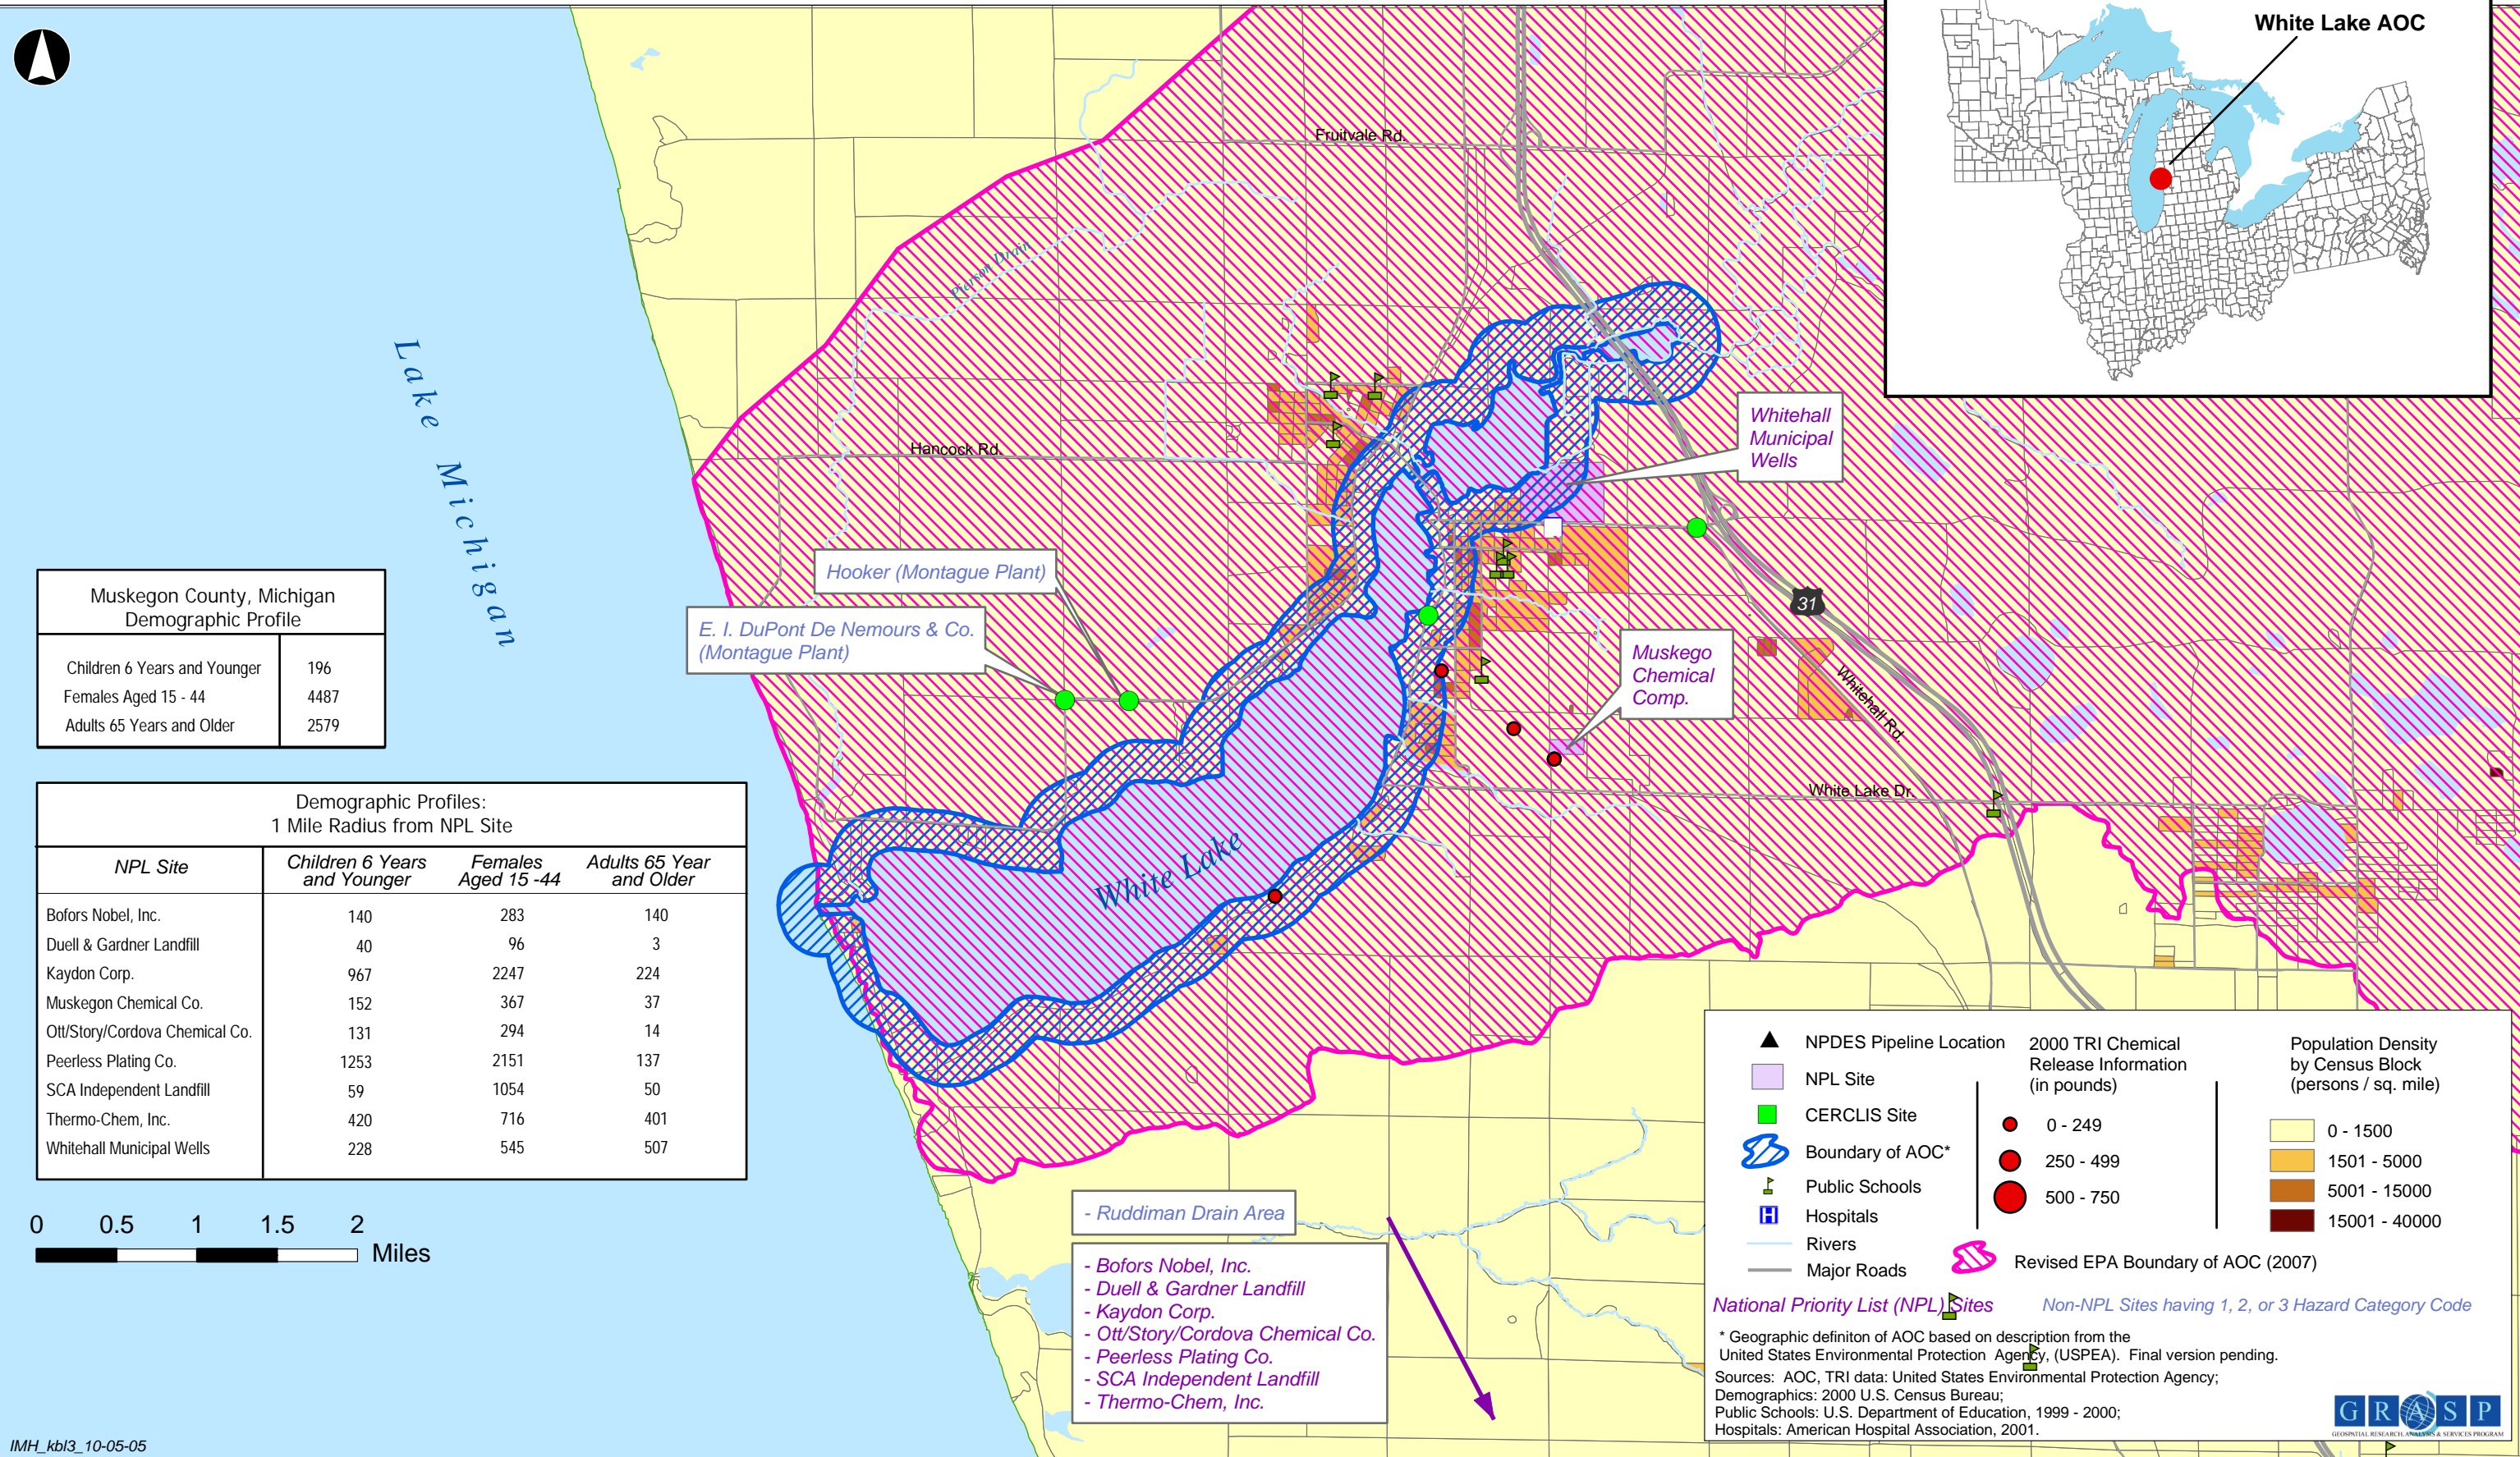 White Lake AOC
Fruitvale Rd.
Pierson Drain
Lake Michigan
Hancock Rd.
Whitehall
Municipal
Wells
Hooker (Montague Plant)
E. I. DuPont De Nemours & Co.
(Montague Plant)
31
Muskego
Chemical
Comp.
Whitehall Rd.
White Lake Dr.
White Lake
Muskegon County, Michigan
Demographic Profile
Children 6 Years and Younger 196
Females Aged 15 - 44 4487
Adults 65 Years and Older 2579
Demographic Profiles:
1 Mile Radius from NPL Site
NPL Site Children 6 Years and Younger Females Aged 15 -44 Adults 65 Year and Older
Bofors Nobel, Inc. 140 283 140
Duell & Gardner Landfill 40 96 3
Kaydon Corp. 967 2247 224
Muskegon Chemical Co. 152 367 37
Ott/Story/Cordova Chemical Co. 131 294 14
Peerless Plating Co. 1253 2151 137
SCA Independent Landfill 59 1054 50
Thermo-Chem, Inc. 420 716 401
Whitehall Municipal Wells 228 545 507
0 0.5 1 1.5 2
Miles
- Ruddiman Drain Area
- Bofors Nobel, Inc.
- Duell & Gardner Landfill
- Kaydon Corp.
- Ott/Story/Cordova Chemical Co.
- Peerless Plating Co.
- SCA Independent Landfill
- Thermo-Chem, Inc.
NPDES Pipeline Location
NPL Site
CERCLIS Site
Boundary of AOC*
Public Schools
H Hospitals
Rivers
Major Roads
2000 TRI Chemical
Release Information
(in pounds)
0 - 249
250 - 499
500 - 750
Population Density
by Census Block
(persons / sq. mile)
0 - 1500
1501 - 5000
5001 - 15000
15001 - 40000
Revised EPA Boundary of AOC (2007)
National Priority List (NPL) Sites
Non-NPL Sites having 1, 2, or 3 Hazard Category Code
* Geographic definiton of AOC based on description from the
United States Environmental Protection Agency, (USPEA). Final version pending.
Sources: AOC, TRI data: United States Environmental Protection Agency;
Demographics: 2000 U.S. Census Bureau;
Public Schools: U.S. Department of Education, 1999 - 2000;
Hospitals: American Hospital Association, 2001.
GRASP
GEOSPATIAL RESEARCH, ANALYSIS & SERVICES PROGRAM
IMH_kbl3_10-05-05